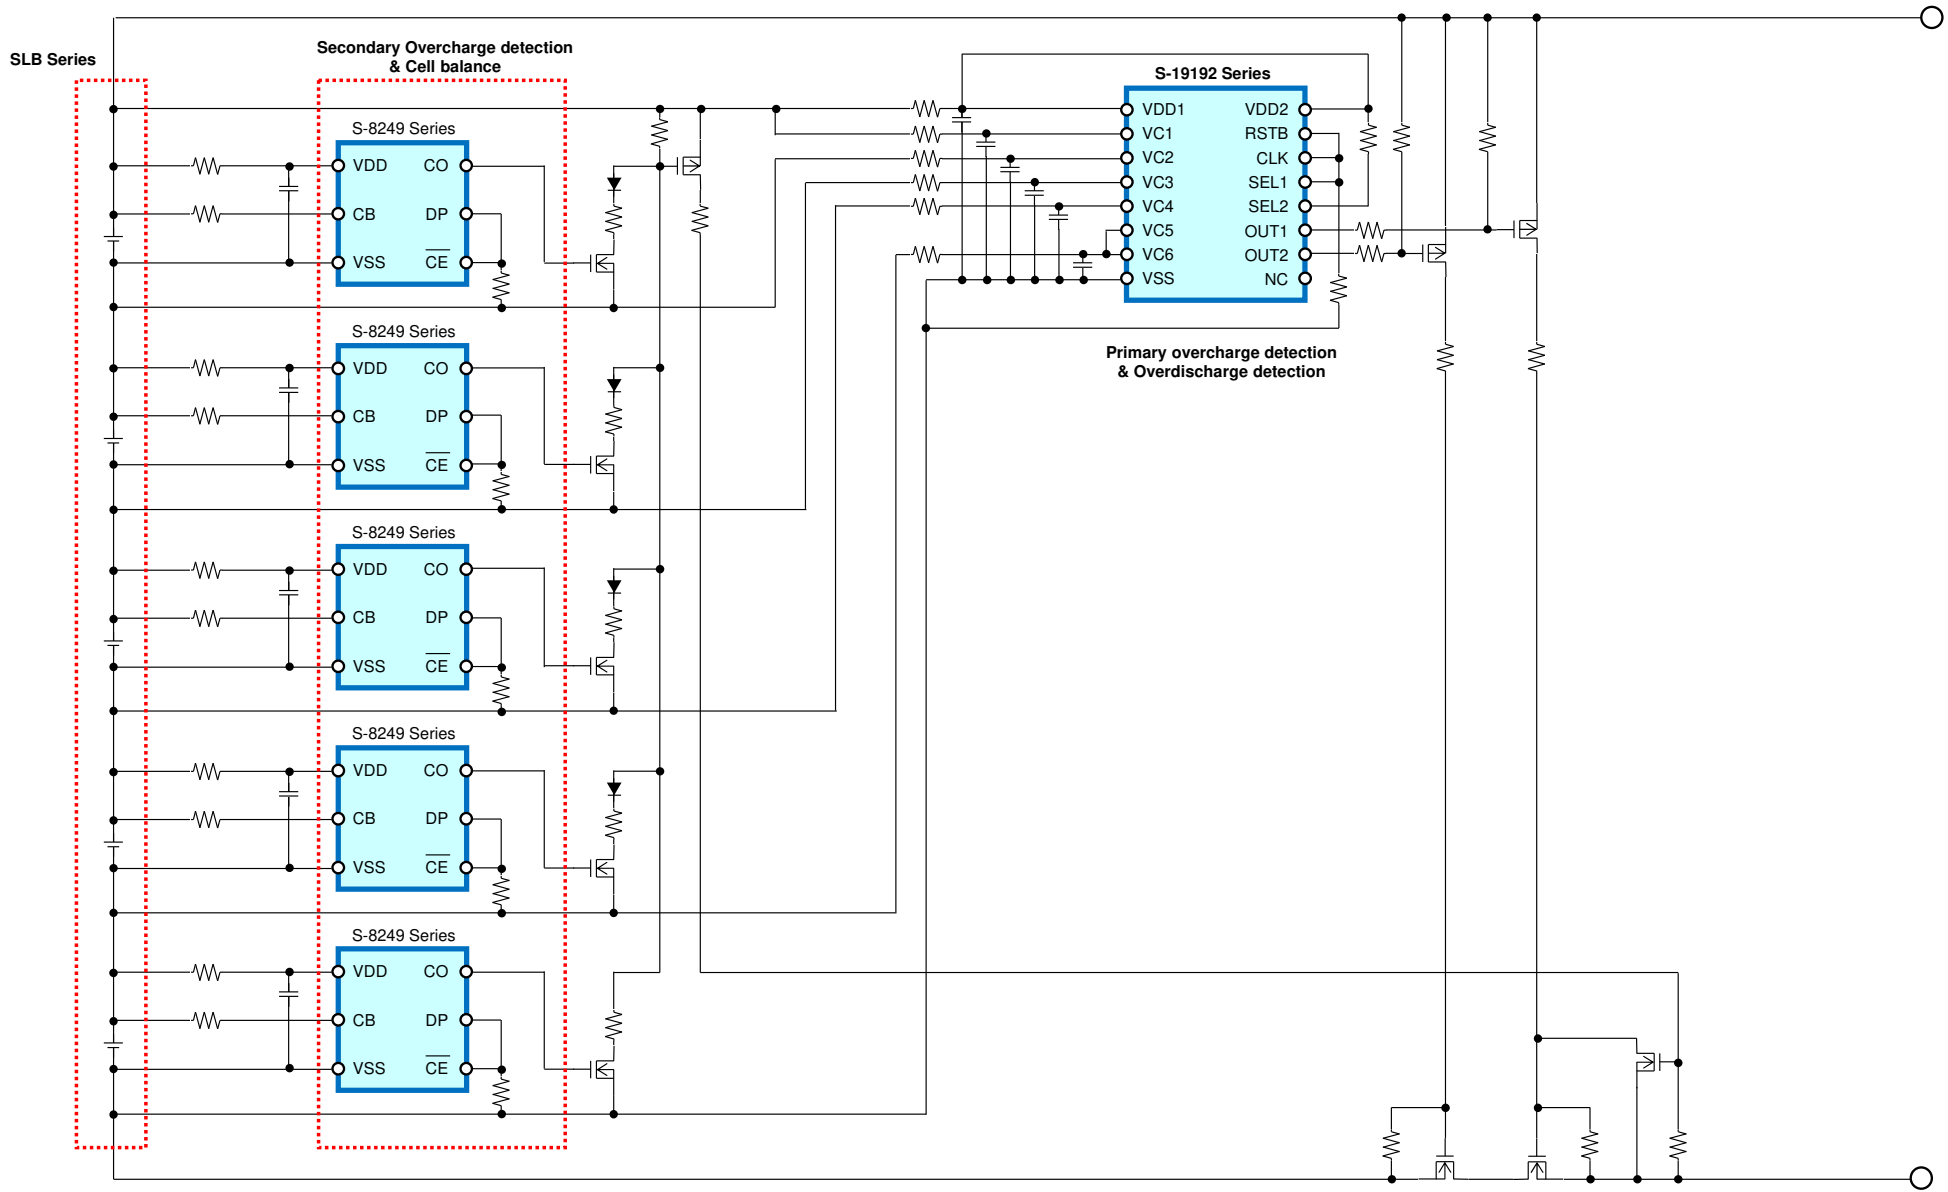 SLB Series
Secondary Overcharge detection
& Cell balance
S-8249 Series
VDD CO
CB DP
VSS CE
S-8249 Series
VDD CO
CB DP
VSS CE
S-8249 Series
VDD CO
CB DP
VSS CE
S-8249 Series
VDD CO
CB DP
VSS CE
S-8249 Series
VDD CO
CB DP
VSS CE
S-19192 Series
VDD1 VDD2
VC1 RSTB
VC2 CLK
VC3 SEL1
VC4 SEL2
VC5 OUT1
VC6 OUT2
VSS NC
Primary overcharge detection
& Overdischarge detection